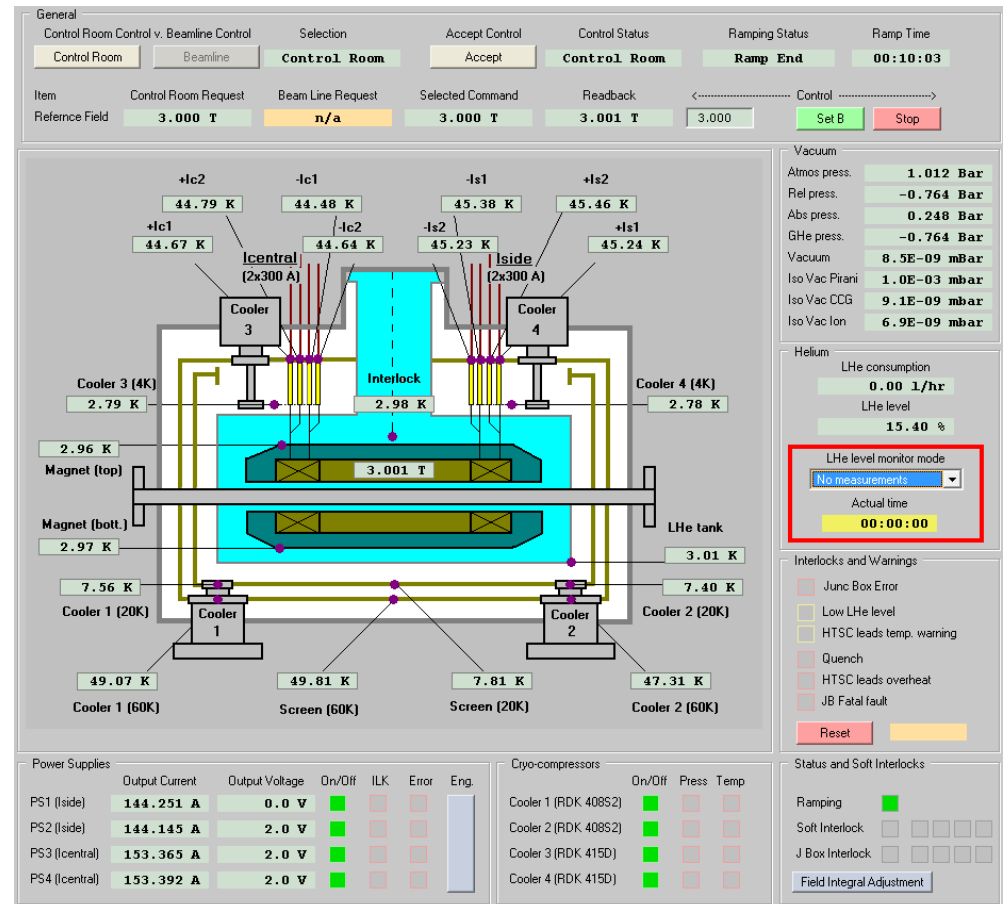 General
Control Room Control v. Beamline Control Selection Accept Control Control Status Ramping Status Ramp Time
Control Room Beamline Control Room Accept Control Room Ramp End 00:10:03
Item Control Room Request Beam Line Request Selected Command Readback <---------------------------- Control ---------------------------->
Refernce Field 3.000 T n/a 3.000 T 3.001 T 3.000 Set B Stop
+Ic2 -Ic1 -Is1 +Is2
44.79 K 44.48 K 45.38 K 45.46 K
+Ic1 -Ic2 -Is2 +Is1
44.67 K 44.64 K 45.23 K 45.24 K
Icentral Iside
(2x300 A) (2x300 A)
Cooler Cooler
3 4
Cooler 3 (4K) Interlock Cooler 4 (4K)
2.79 K 2.98 K 2.78 K
2.96 K
Magnet (top) 3.001 T
Magnet (bott.) LHe tank
2.97 K 3.01 K
7.56 K 7.40 K
Cooler 1 (20K) Cooler Cooler Cooler 2 (20K)
1 2
49.07 K 49.81 K 7.81 K 47.31 K
Cooler 1 (60K) Screen (60K) Screen (20K) Cooler 2 (60K)
Vacuum
Atmos press. 1.012 Bar
Rel press. -0.764 Bar
Abs press. 0.248 Bar
GHe press. -0.764 Bar
Vacuum 8.5E-09 mBar
Iso Vac Pirani 1.0E-03 mbar
Iso Vac CCG 9.1E-09 mbar
Iso Vac Ion 6.9E-09 mbar
Helium
LHe consumption
0.00 l/hr
LHe level
15.40 %
LHe level monitor mode
No measurements
Actual time
00:00:00
Interlocks and Warnings
Junc Box Error
Low LHe level
HTSC leads temp. warning
Quench
HTSC leads overheat
JB Fatal fault
Reset
Power Supplies
Output Current Output Voltage On/Off ILK Error Eng.
PS1 (Iside) 144.251 A 0.0 V
PS2 (Iside) 144.145 A 2.0 V
PS3 (Icentral) 153.365 A 2.0 V
PS4 (Icentral) 153.392 A 2.0 V
Cryo-compressors
On/Off Press Temp
Cooler 1 (RDK 408S2)
Cooler 2 (RDK 408S2)
Cooler 3 (RDK 415D)
Cooler 4 (RDK 415D)
Status and Soft Interlocks
Ramping
Soft Interlock
J Box Interlock
Field Integral Adjustment